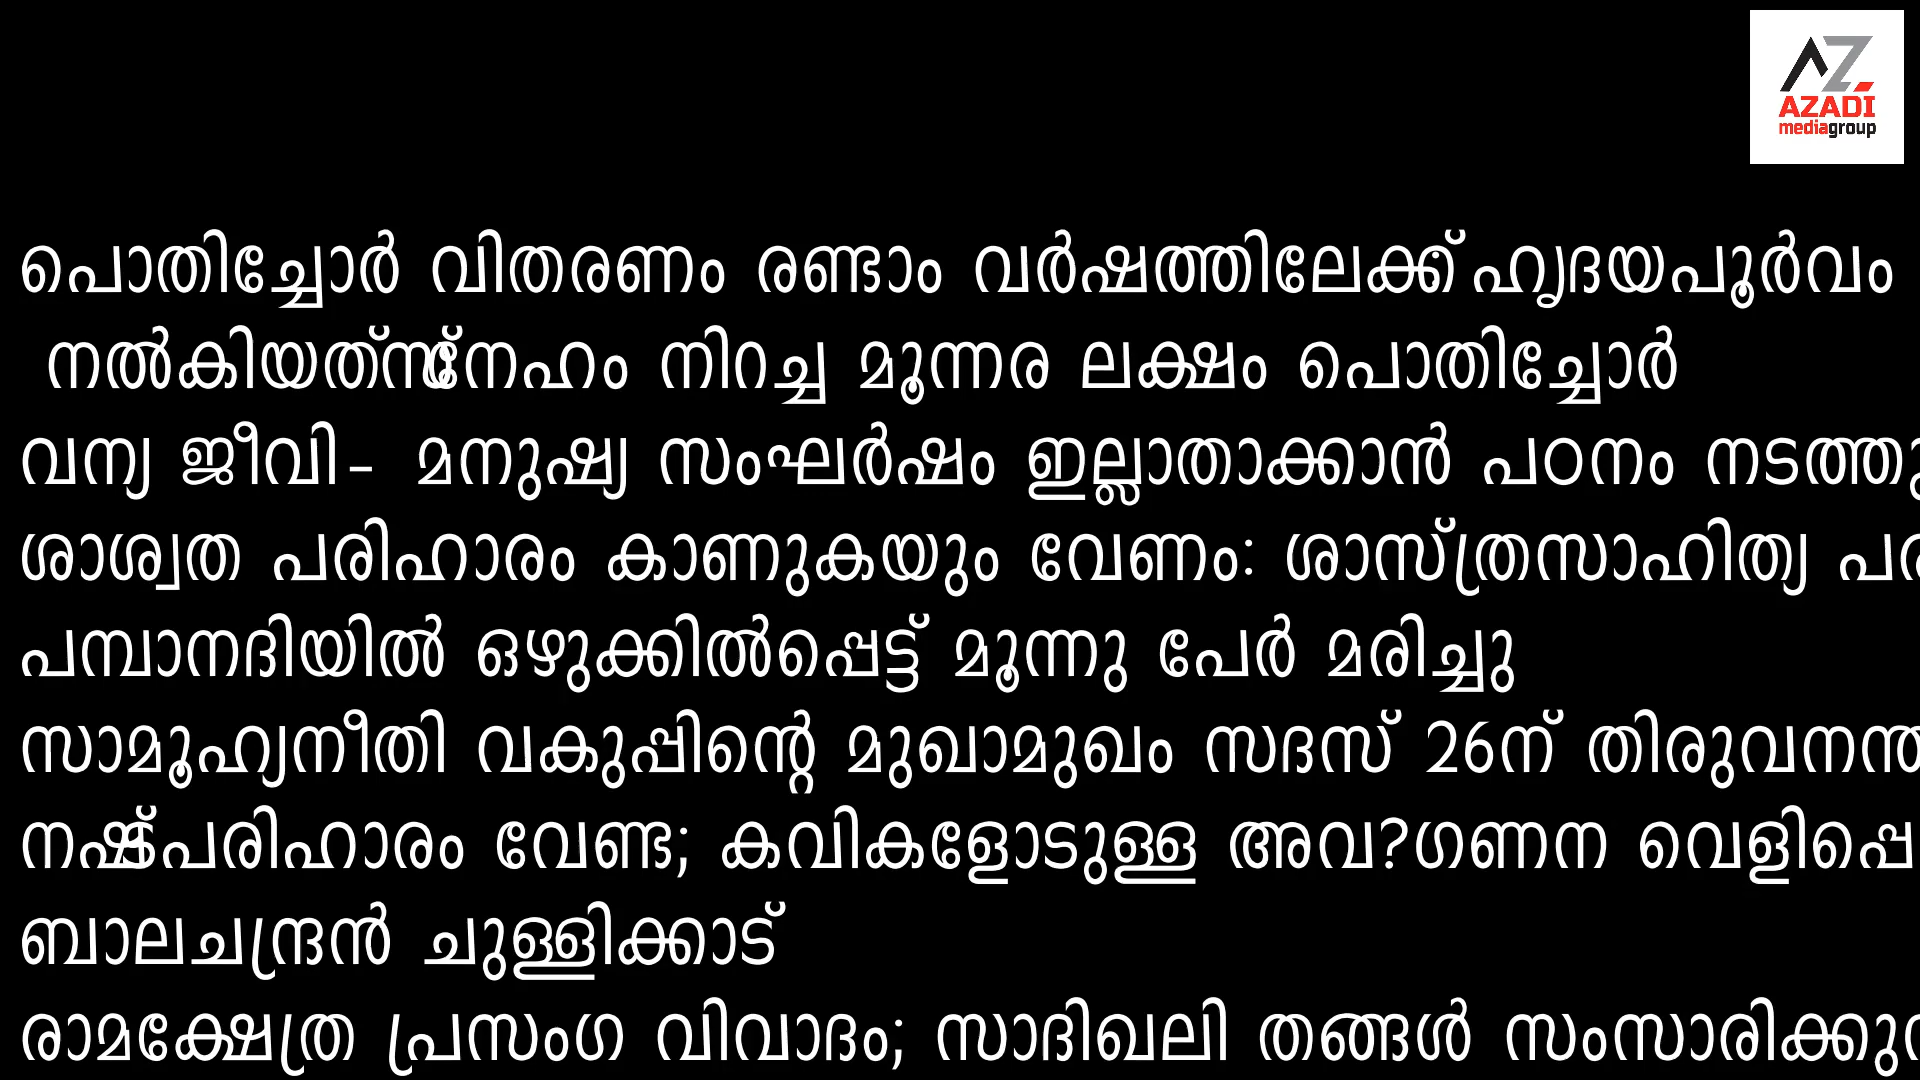 AZ
AZADI
mediagroup
പൊതിച്ചോർ വിതരണം രണ്ടാം വർഷത്തിലേക്ക് ഹൃദയപൂർവം
നൽകിയത് സ്നേഹം നിറച്ച മൂന്നര ലക്ഷം പൊതിച്ചോർ
വന്യ ജീവി- മനുഷ്യ സംഘർഷം ഇല്ലാതാക്കാൻ പഠനം
ശാശ്വത പരിഹാരം കാണുകയും വേണം: ശാസ്ത്രസാഹിത്യ
പമ്പാനദിയിൽ ഒഴുക്കിൽപ്പെട്ട് മൂന്നു പേർ മരിച്ചു
സാമൂഹ്യനീതി വകുപ്പിന്റെ മുഖാമുഖം സദസ് 26ന്
നഷ്ടപരിഹാരം വേണ്ട; കവികളോടുള്ള അവ?ഗണന
ബാലചന്ദ്രൻ ചുള്ളിക്കാട്
രാമക്ഷേത്ര പ്രസംഗ വിവാദം; സാദിഖലി തങ്ങൾ